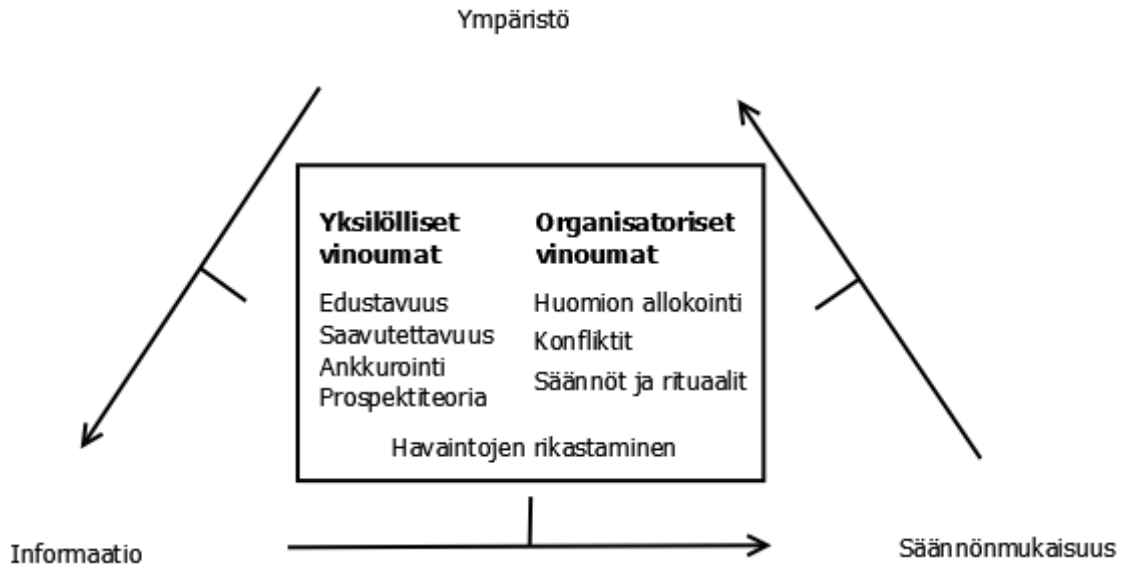 Ympäristö
Yksilölliset
vinoumat
Edustavuus
Saavutettavuus
Ankkurointi
Prospektiteoria
Organisatoriset
vinoumat
Huomion allokointi
Konfliktit
Säännöt ja rituaalit
Havaintojen rikastaminen
Informaatio
Säännönmukaisuus